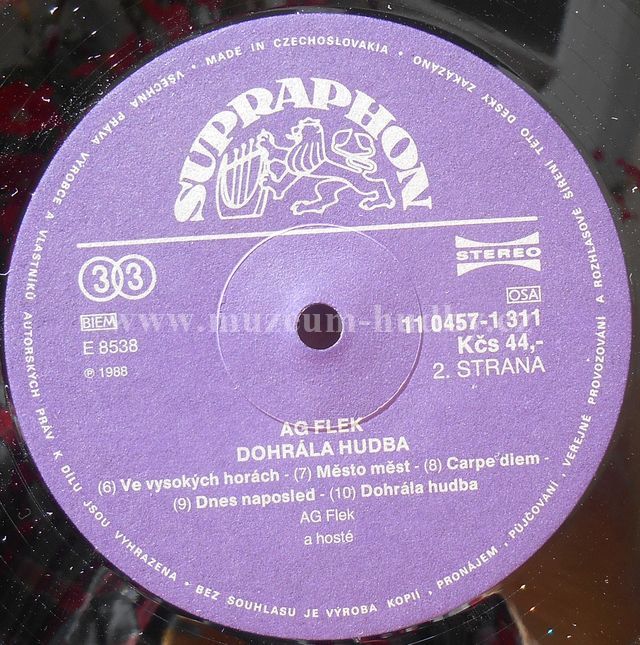 • MADE IN CZECHOSLOVAKIA •
VŠECHNA PRÁVA VÝROBCE A VLASTNÍKŮ AUTORSKÝCH PRÁV K DÍLU JSOU VYHRAZENA • BEZ SOUHLASU JE VÝROBA KOPIÍ, PRONÁJEM, PŮJČOVÁNÍ, VEŘEJNÉ PROVOZOVÁNÍ A ROZHLASOVÉ ŠÍŘENÍ TÉTO DESKY ZAKÁZÁNO
SUPRAPHON
STEREO
33
OSA
BIEM
11 0457-1 311
E 8538
Kčs 44,-
℗ 1988
2. STRANA
AG FLEK
DOHRÁLA HUDBA
(6) Ve vysokých horách - (7) Město měst - (8) Carpe diem -
(9) Dnes naposled - (10) Dohrála hudba
AG Flek
a hosté